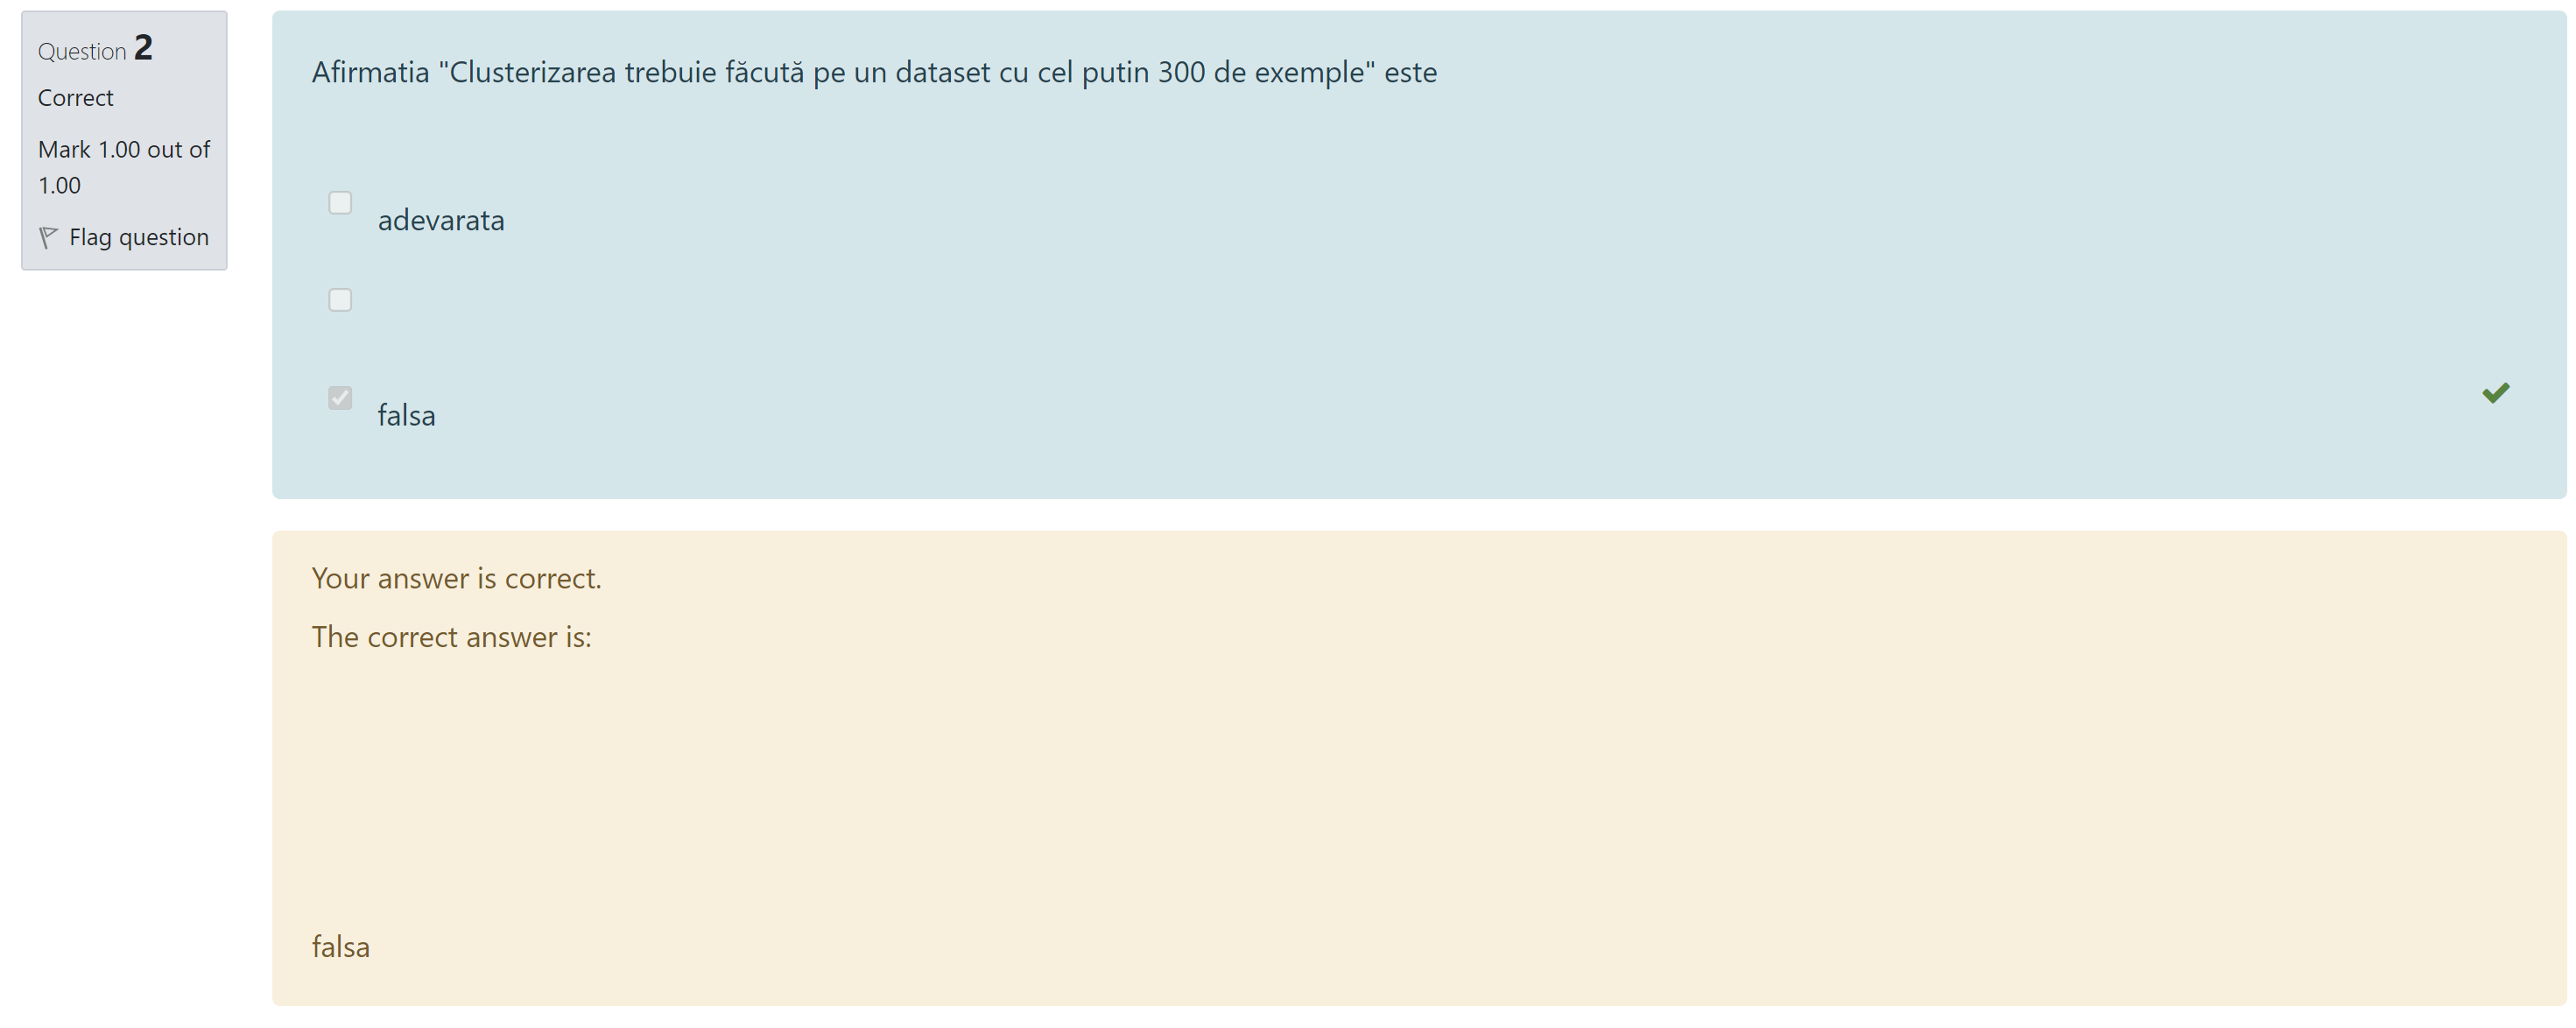 Question 2
Correct
Mark 1.00 out of
1.00
Flag question
Afirmatia "Clusterizarea trebuie făcută pe un dataset cu cel putin 300 de exemple" este
adevarata
falsa
Your answer is correct.
The correct answer is:
falsa